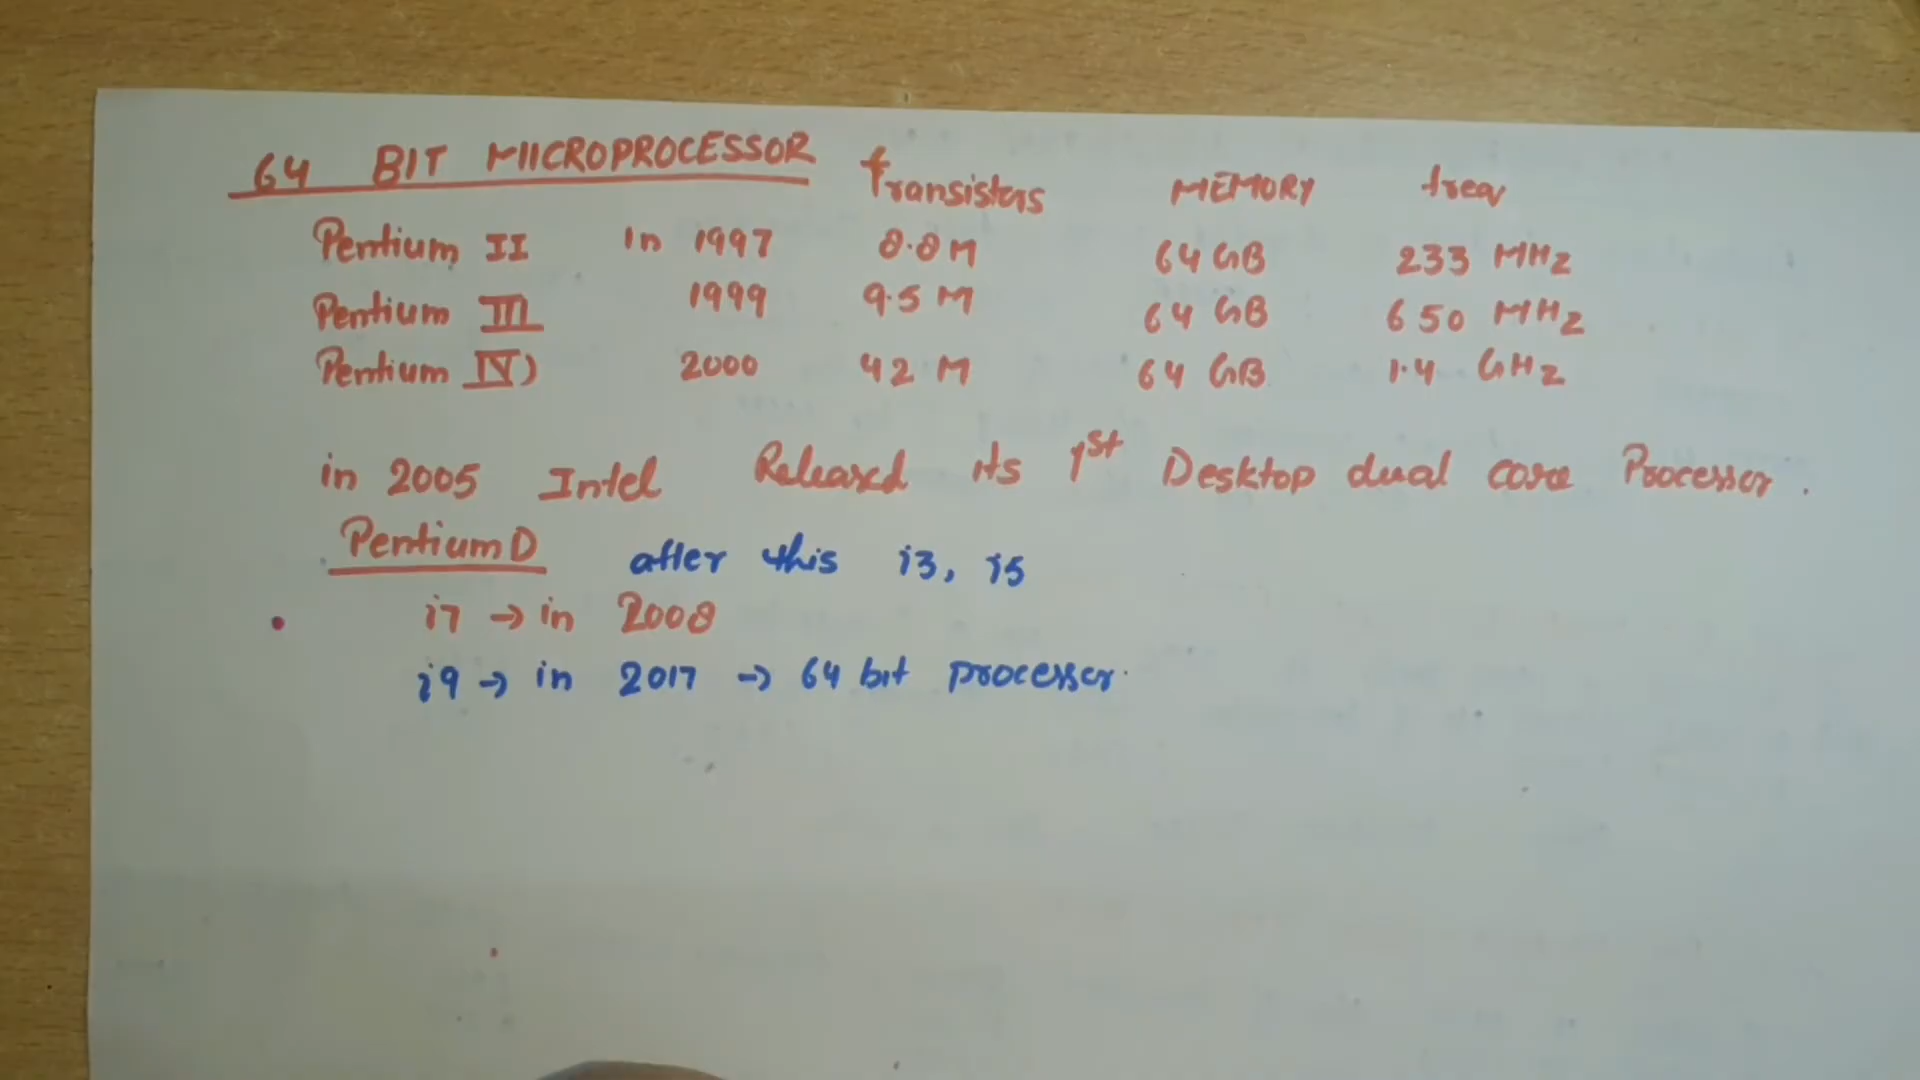 64 BIT MICROPROCESSOR Transistors MEMORY freq
Pentium II in 1997 8.8 M 64 GB 233 MHz
Pentium III 1999 9.5 M 64 GB 650 MHz
Pentium IV) 2000 42 M 64 GB 1.4 GHz
in 2005 Intel Released its 1st Desktop dual core Processor.
Pentium D after this i3, i5
i7 → in 2008
i9 → in 2017 → 64 bit processor.